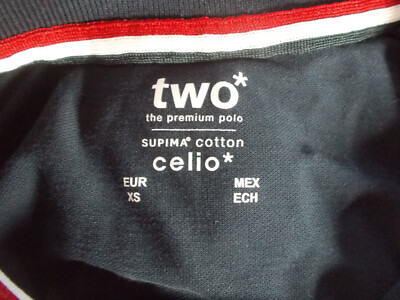 two*
the premium polo
SUPIMA® cotton
celio*
EUR MEX
XS ECH